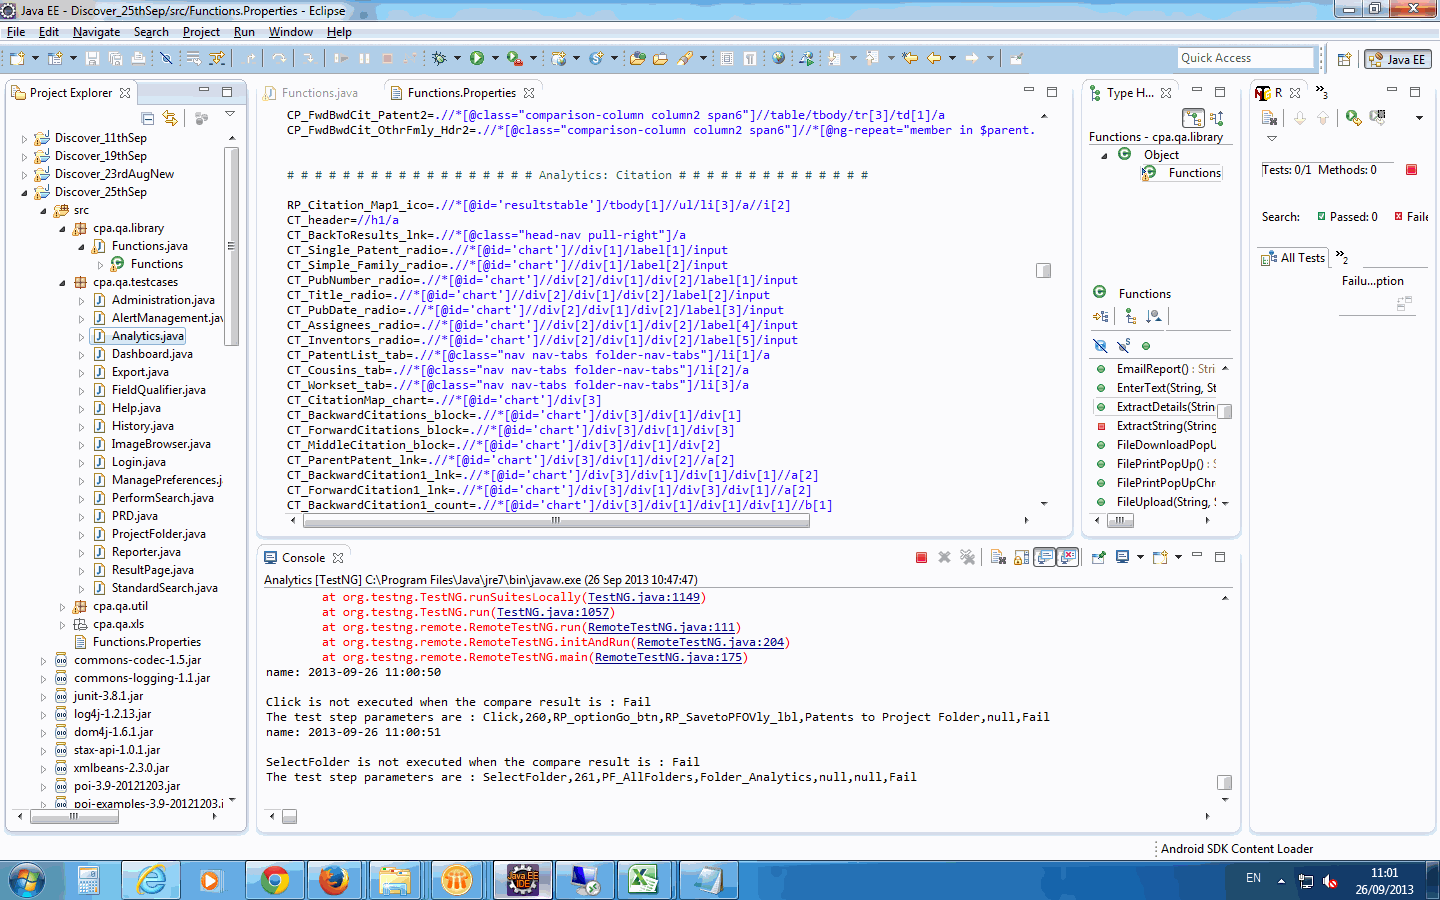 Java EE - Discover_25thSep/src/Functions.Properties - Eclipse
File Edit Navigate Search Project Run Window Help
Quick Access
Java EE
Project Explorer
Discover_11thSep
Discover_19thSep
Discover_23rdAugNew
Discover_25thSep
src
cpa.qa.library
Functions.java
Functions
cpa.qa.testcases
Administration.java
AlertManagement.jav
Analytics.java
Dashboard.java
Export.java
FieldQualifier.java
Help.java
History.java
ImageBrowser.java
Login.java
ManagePreferences.j
PerformSearch.java
PRD.java
ProjectFolder.java
Reporter.java
ResultPage.java
StandardSearch.java
cpa.qa.util
cpa.qa.xls
Functions.Properties
commons-codec-1.5.jar
commons-logging-1.1.jar
junit-3.8.1.jar
log4j-1.2.13.jar
dom4j-1.6.1.jar
stax-api-1.0.1.jar
xmlbeans-2.3.0.jar
poi-3.9-20121203.jar
poi-examples-3.9-20121203.j
Functions.java Functions.Properties
CP_FwdBwdCit_Patent2=.//*[@class="comparison-column column2 span6"]//table/tbody/tr[3]/td[1]/a
CP_FwdBwdCit_OthrFmly_Hdr2=.//*[@class="comparison-column column2 span6"]//*[@ng-repeat="member in $parent.
# # # # # # # # # # # # # # # # # # Analytics: Citation # # # # # # # # # # # # # #
RP_Citation_Map1_ico=.//*[@id='resultstable']/tbody[1]//ul/li[3]/a//i[2]
CT_header=//h1/a
CT_BackToResults_lnk=.//*[@class="head-nav pull-right"]/a
CT_Single_Patent_radio=.//*[@id='chart']//div[1]/label[1]/input
CT_Simple_Family_radio=.//*[@id='chart']//div[1]/label[2]/input
CT_PubNumber_radio=.//*[@id='chart']//div[2]/div[1]/div[2]/label[1]/input
CT_Title_radio=.//*[@id='chart']//div[2]/div[1]/div[2]/label[2]/input
CT_PubDate_radio=.//*[@id='chart']//div[2]/div[1]/div[2]/label[3]/input
CT_Assignees_radio=.//*[@id='chart']//div[2]/div[1]/div[2]/label[4]/input
CT_Inventors_radio=.//*[@id='chart']//div[2]/div[1]/div[2]/label[5]/input
CT_PatentList_tab=.//*[@class="nav nav-tabs folder-nav-tabs"]/li[1]/a
CT_Cousins_tab=.//*[@class="nav nav-tabs folder-nav-tabs"]/li[2]/a
CT_Workset_tab=.//*[@class="nav nav-tabs folder-nav-tabs"]/li[3]/a
CT_CitationMap_chart=.//*[@id='chart']/div[3]
CT_BackwardCitations_block=.//*[@id='chart']/div[3]/div[1]/div[1]
CT_ForwardCitations_block=.//*[@id='chart']/div[3]/div[1]/div[3]
CT_MiddleCitation_block=.//*[@id='chart']/div[3]/div[1]/div[2]
CT_ParentPatent_lnk=.//*[@id='chart']/div[3]/div[1]/div[2]//a[2]
CT_BackwardCitation1_lnk=.//*[@id='chart']/div[3]/div[1]/div[1]/div[1]//a[2]
CT_ForwardCitation1_lnk=.//*[@id='chart']/div[3]/div[1]/div[3]/div[1]//a[2]
CT_BackwardCitation1_count=.//*[@id='chart']/div[3]/div[1]/div[1]/div[1]//b[1]
Console
Analytics [TestNG] C:\Program Files\Java\jre7\bin\javaw.exe (26 Sep 2013 10:47:47)
at org.testng.TestNG.runSuitesLocally(TestNG.java:1149)
at org.testng.TestNG.run(TestNG.java:1057)
at org.testng.remote.RemoteTestNG.run(RemoteTestNG.java:111)
at org.testng.remote.RemoteTestNG.initAndRun(RemoteTestNG.java:204)
at org.testng.remote.RemoteTestNG.main(RemoteTestNG.java:175)
name: 2013-09-26 11:00:50
Click is not executed when the compare result is : Fail
The test step parameters are : Click,260,RP_optionGo_btn,RP_SavetoPFOVly_lbl,Patents to Project Folder,null,Fail
name: 2013-09-26 11:00:51
SelectFolder is not executed when the compare result is : Fail
The test step parameters are : SelectFolder,261,PF_AllFolders,Folder_Analytics,null,null,Fail
Type H...
Functions - cpa.qa.library
Object
Functions
Functions
EmailReport() : Stri
EnterText(String, St
ExtractDetails(Strin
ExtractString(String
FileDownloadPopU
FilePrintPopUp() : S
FilePrintPopUpChr
FileUpload(String, S
R
3
Tests: 0/1 Methods: 0
Search: Passed: 0 Faile
All Tests
2
Failu...ption
Android SDK Content Loader
Java EE
IDE
EN
11:01
26/09/2013